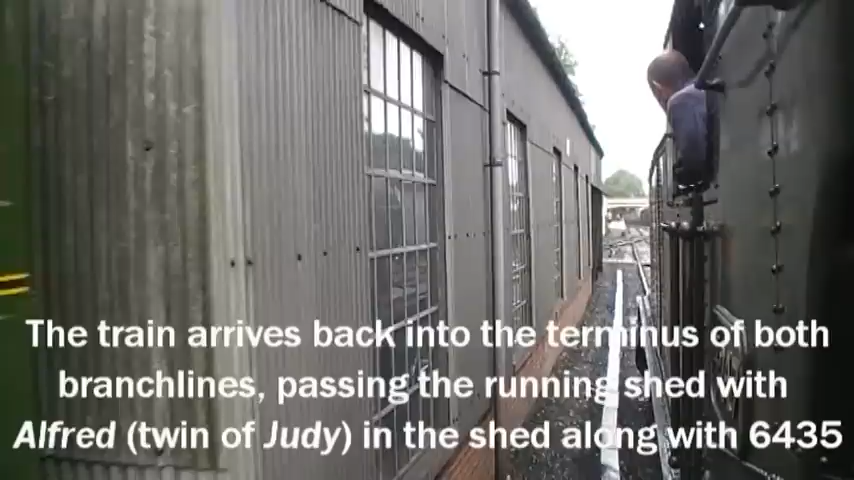 The train arrives back into the terminus of both
branchlines, passing the running shed with
Alfred (twin of Judy) in the shed along with 6435